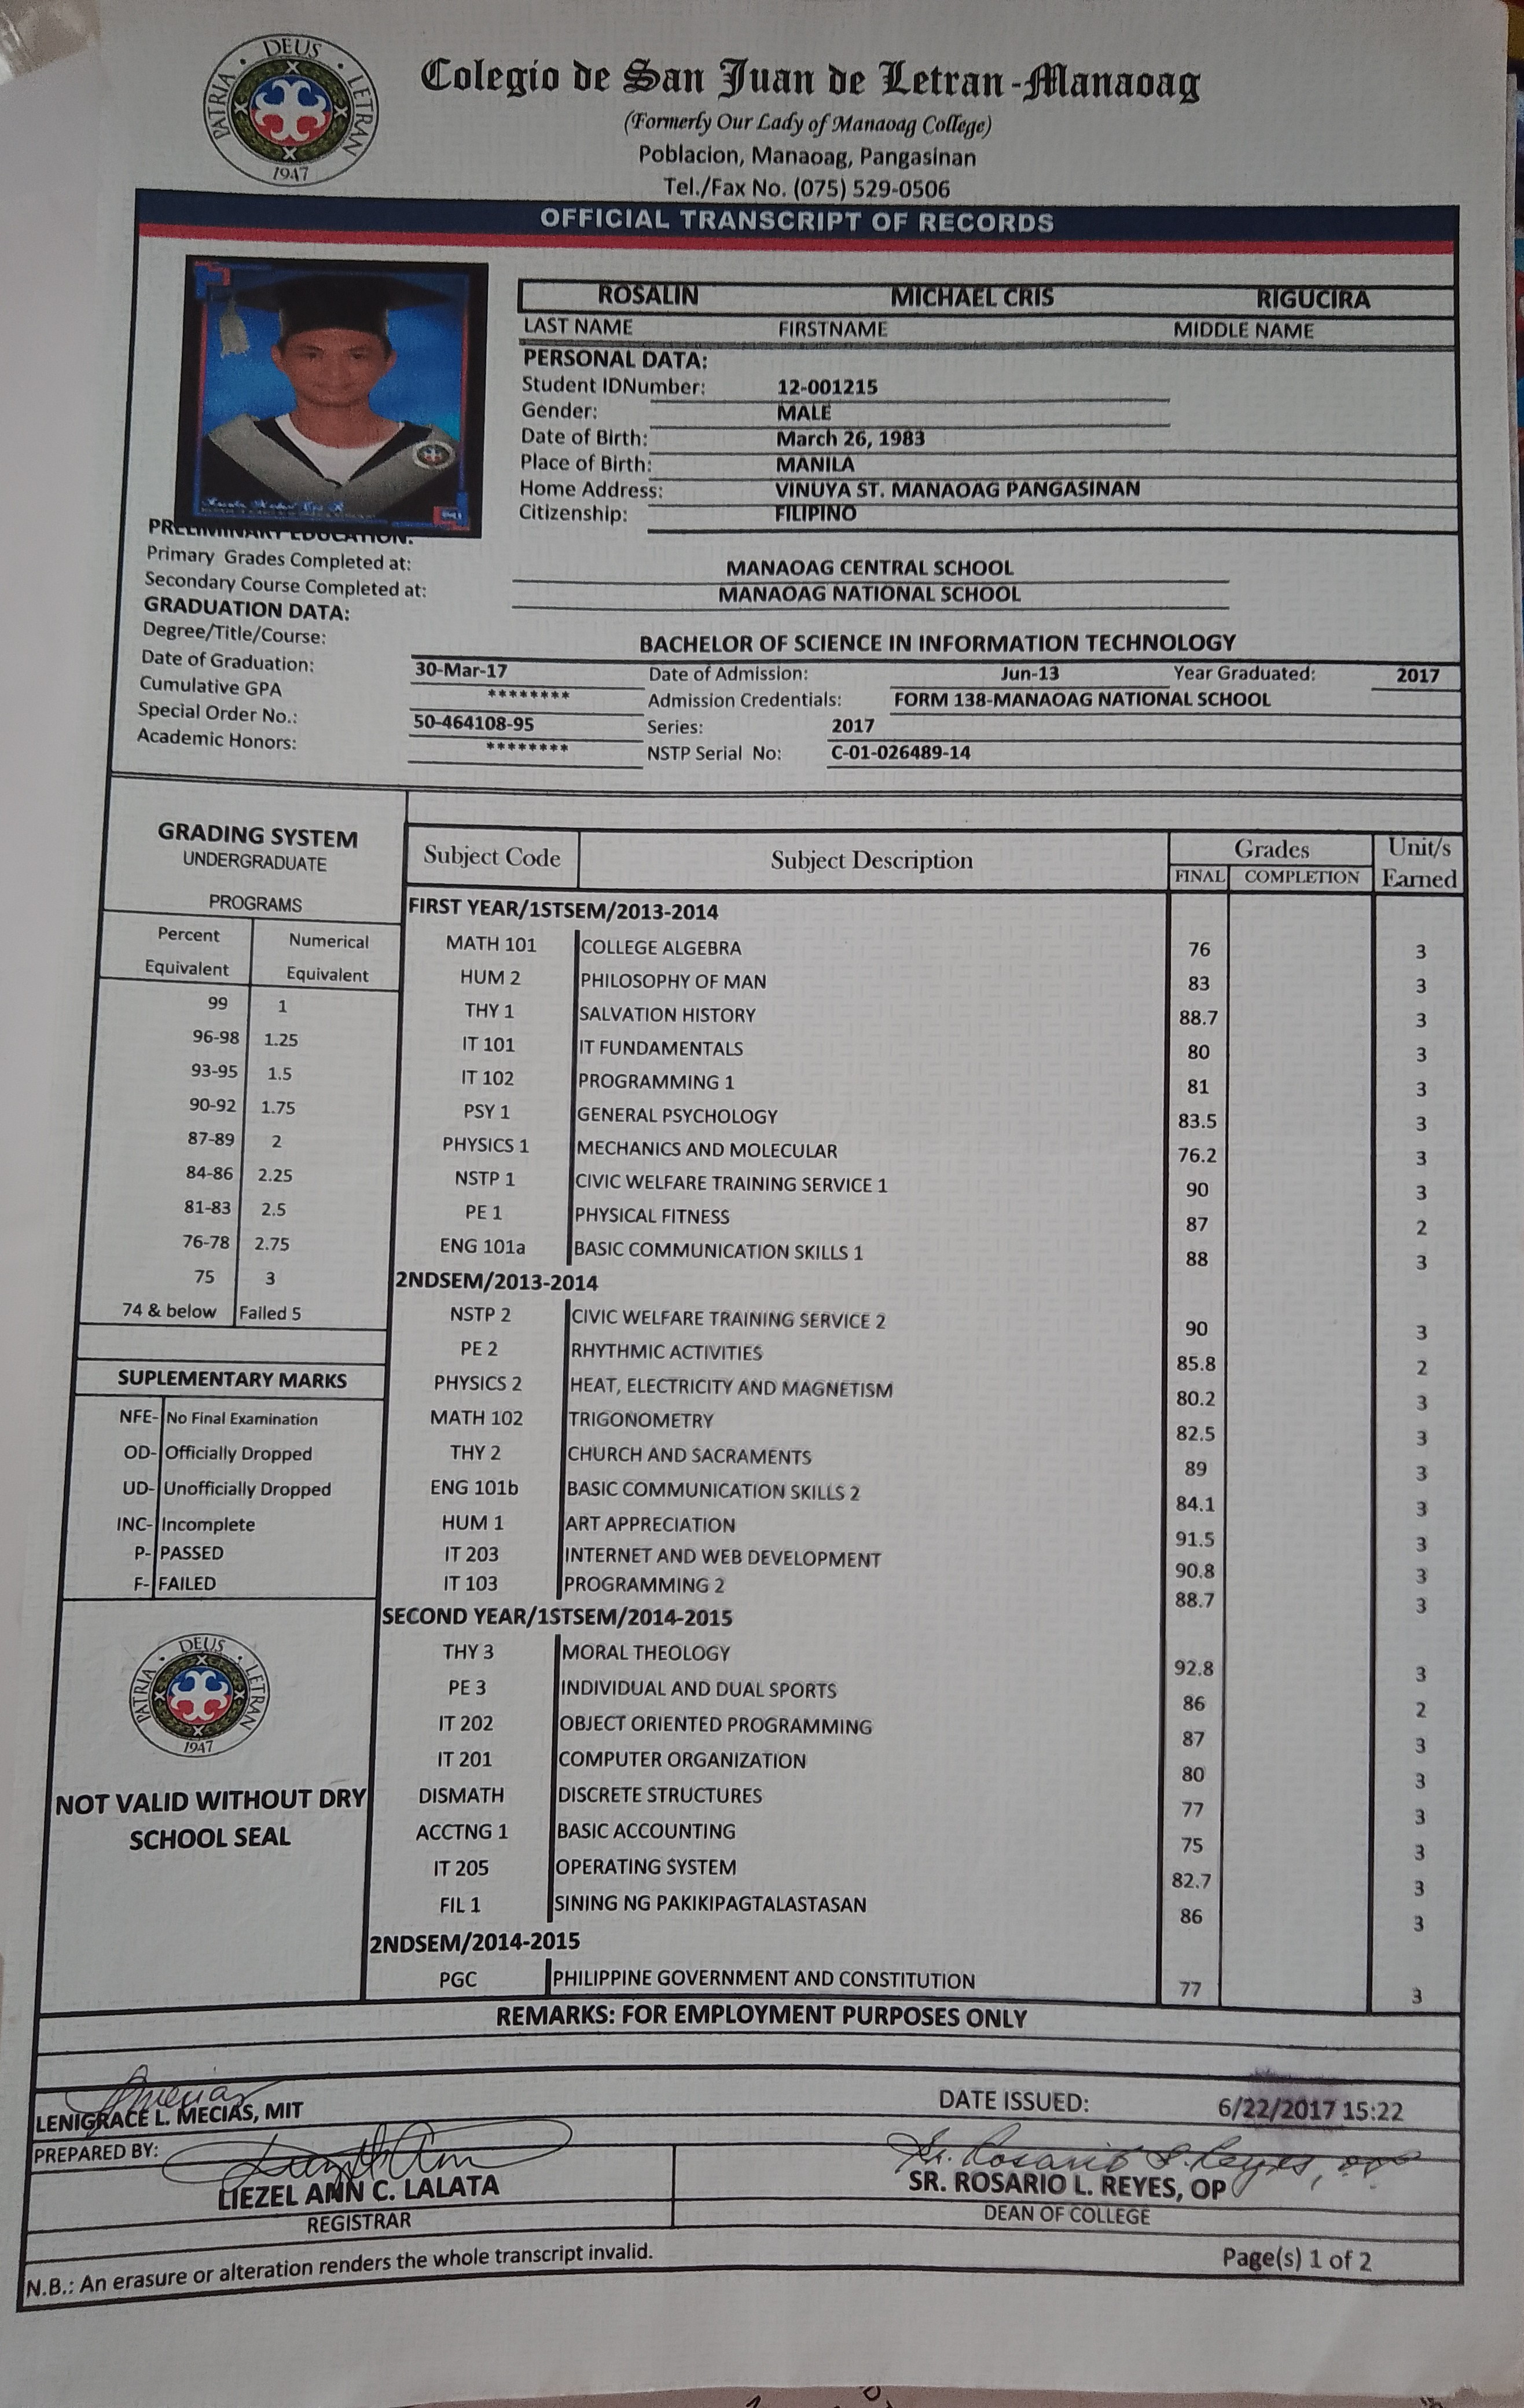 Colegio de San Juan de Letran-Manaoag
(Formerly Our Lady of Manaoag College)
Poblacion, Manaoag, Pangasinan
Tel./Fax No. (075) 529-0506
DEUS · PATRIA · LETRAN · 1947
OFFICIAL TRANSCRIPT OF RECORDS
ROSALIN MICHAEL CRIS RIGUCIRA
LAST NAME FIRSTNAME MIDDLE NAME
PERSONAL DATA:
Student IDNumber: 12-001215
Gender: MALE
Date of Birth: March 26, 1983
Place of Birth: MANILA
Home Address: VINUYA ST. MANAOAG PANGASINAN
Citizenship: FILIPINO
PRELIMINARY EDUCATION:
Primary Grades Completed at: MANAOAG CENTRAL SCHOOL
Secondary Course Completed at: MANAOAG NATIONAL SCHOOL
GRADUATION DATA:
Degree/Title/Course: BACHELOR OF SCIENCE IN INFORMATION TECHNOLOGY
Date of Graduation: 30-Mar-17 Date of Admission: Jun-13 Year Graduated: 2017
Cumulative GPA ******** Admission Credentials: FORM 138-MANAOAG NATIONAL SCHOOL
Special Order No.: 50-464108-95 Series: 2017
Academic Honors: ******** NSTP Serial No: C-01-026489-14
GRADING SYSTEM
UNDERGRADUATE
PROGRAMS
Percent Numerical
Equivalent Equivalent
99 1
96-98 1.25
93-95 1.5
90-92 1.75
87-89 2
84-86 2.25
81-83 2.5
76-78 2.75
75 3
74 & below Failed 5
SUPLEMENTARY MARKS
NFE- No Final Examination
OD- Officially Dropped
UD- Unofficially Dropped
INC- Incomplete
P- PASSED
F- FAILED
DEUS · PATRIA · LETRAN · 1947
NOT VALID WITHOUT DRY
SCHOOL SEAL
Subject Code Subject Description Grades Unit/s
FINAL COMPLETION Earned
FIRST YEAR/1STSEM/2013-2014
MATH 101 COLLEGE ALGEBRA 76 3
HUM 2 PHILOSOPHY OF MAN 83 3
THY 1 SALVATION HISTORY 88.7 3
IT 101 IT FUNDAMENTALS 80 3
IT 102 PROGRAMMING 1 81 3
PSY 1 GENERAL PSYCHOLOGY 83.5 3
PHYSICS 1 MECHANICS AND MOLECULAR 76.2 3
NSTP 1 CIVIC WELFARE TRAINING SERVICE 1 90 3
PE 1 PHYSICAL FITNESS 87 2
ENG 101a BASIC COMMUNICATION SKILLS 1 88 3
2NDSEM/2013-2014
NSTP 2 CIVIC WELFARE TRAINING SERVICE 2 90 3
PE 2 RHYTHMIC ACTIVITIES 85.8 2
PHYSICS 2 HEAT, ELECTRICITY AND MAGNETISM 80.2 3
MATH 102 TRIGONOMETRY 82.5 3
THY 2 CHURCH AND SACRAMENTS 89 3
ENG 101b BASIC COMMUNICATION SKILLS 2 84.1 3
HUM 1 ART APPRECIATION 91.5 3
IT 203 INTERNET AND WEB DEVELOPMENT 90.8 3
IT 103 PROGRAMMING 2 88.7 3
SECOND YEAR/1STSEM/2014-2015
THY 3 MORAL THEOLOGY 92.8 3
PE 3 INDIVIDUAL AND DUAL SPORTS 86 2
IT 202 OBJECT ORIENTED PROGRAMMING 87 3
IT 201 COMPUTER ORGANIZATION 80 3
DISMATH DISCRETE STRUCTURES 77 3
ACCTNG 1 BASIC ACCOUNTING 75 3
IT 205 OPERATING SYSTEM 82.7 3
FIL 1 SINING NG PAKIKIPAGTALASTASAN 86 3
2NDSEM/2014-2015
PGC PHILIPPINE GOVERNMENT AND CONSTITUTION 77 3
REMARKS: FOR EMPLOYMENT PURPOSES ONLY
LENIGRACE L. MECIAS, MIT DATE ISSUED: 6/22/2017 15:22
PREPARED BY:
Sr. Rosario L. Reyes, OP
LIEZEL ANN C. LALATA SR. ROSARIO L. REYES, OP
REGISTRAR DEAN OF COLLEGE
N.B.: An erasure or alteration renders the whole transcript invalid. Page(s) 1 of 2